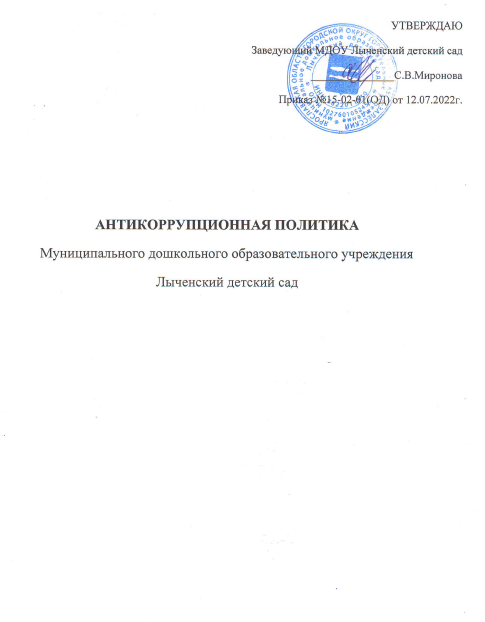 УТВЕРЖДАЮ
Заведующий МДОУ Лыченский детский сад
С.В.Миронова
Приказ №15-02-01(ОД) от 12.07.2022г.
АНТИКОРРУПЦИОННАЯ ПОЛИТИКА
Муниципального дошкольного образовательного учреждения
Лыченский детский сад